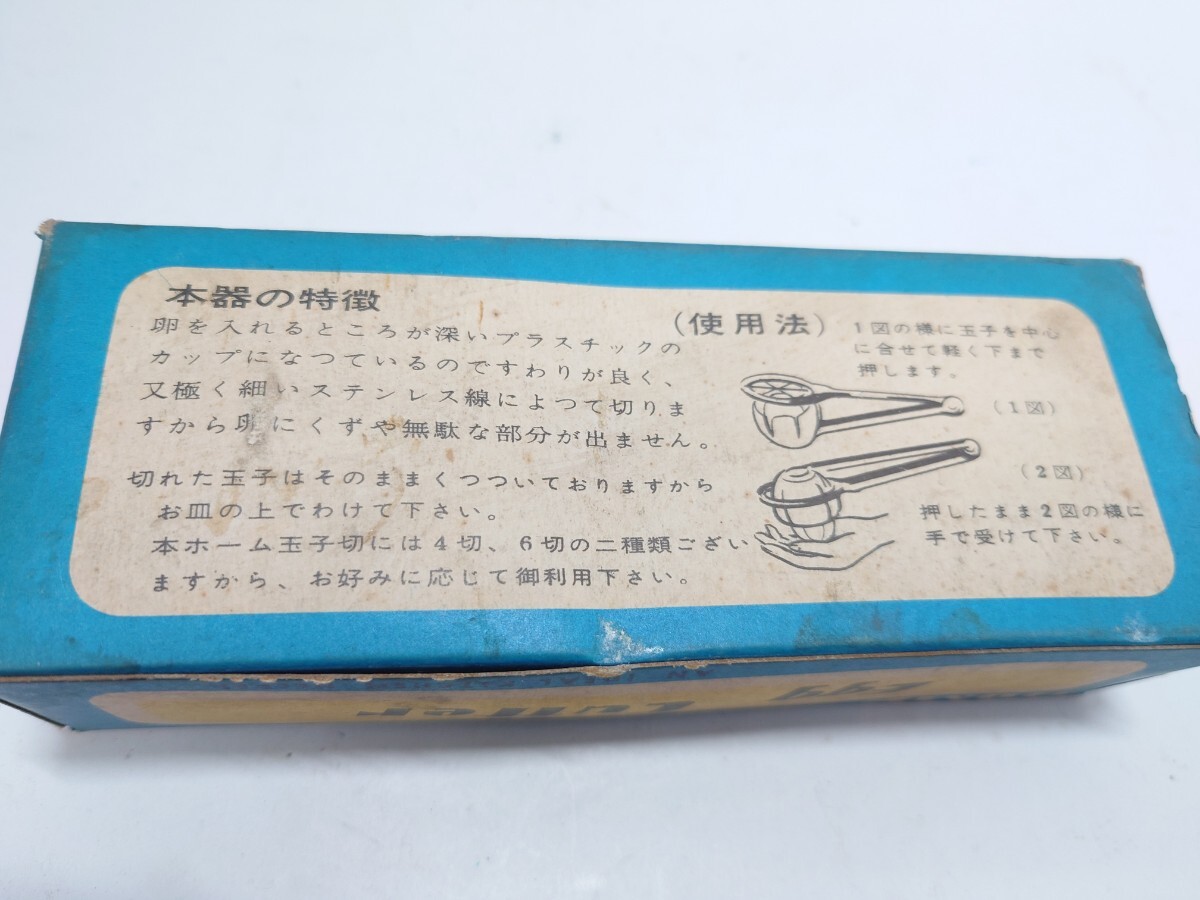 本器の特徴
卵を入れるところが深いプラスチックの
カップになつているのですわりが良く、
又極く細いステンレス線によつて切りま
すから卵にくずや無駄な部分が出ません。
切れた玉子はそのままくつついておりますから
お皿の上でわけて下さい。
本ホーム玉子切には4切、6切の二種類ござい
ますから、お好みに応じて御利用下さい。
(使用法)
1図の様に玉子を中心
に合せて軽く下まで
押します。
(1図)
(2図)
押したまま2図の様に
手で受けて下さい。
egg cutter